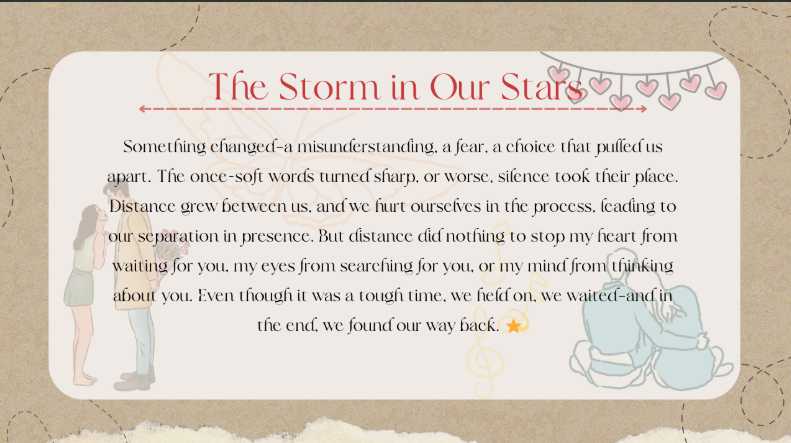 The Storm in Our Stars
Something changed–a misunderstanding, a fear, a choice that pulled us
apart. The once-soft words turned sharp, or worse, silence took their place.
Distance grew between us, and we hurt ourselves in the process, leading to
our separation in presence. But distance did nothing to stop my heart from
waiting for you, my eyes from searching for you, or my mind from thinking
about you. Even though it was a tough time, we held on, we waited–and in
the end, we found our way back. ⭐